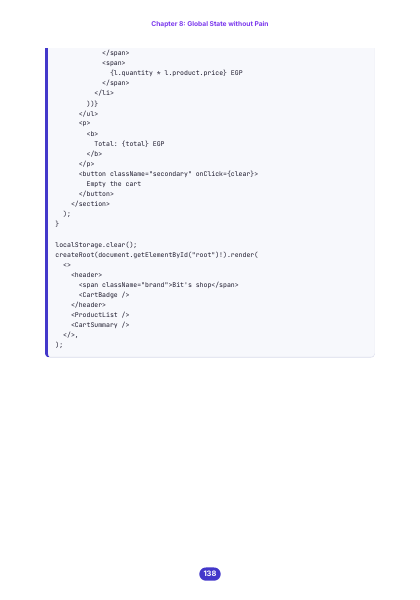 Chapter 8: Global State without Pain
            </span>
            <span>
              {l.quantity * l.product.price} EGP
            </span>
          </li>
        ))}
      </ul>
      <p>
        <b>
          Total: {total} EGP
        </b>
      </p>
      <button className="secondary" onClick={clear}>
        Empty the cart
      </button>
    </section>
  );
}

localStorage.clear();
createRoot(document.getElementById("root")!).render(
  <>
    <header>
      <span className="brand">Bit's shop</span>
      <CartBadge />
    </header>
    <ProductList />
    <CartSummary />
  </>,
);
138